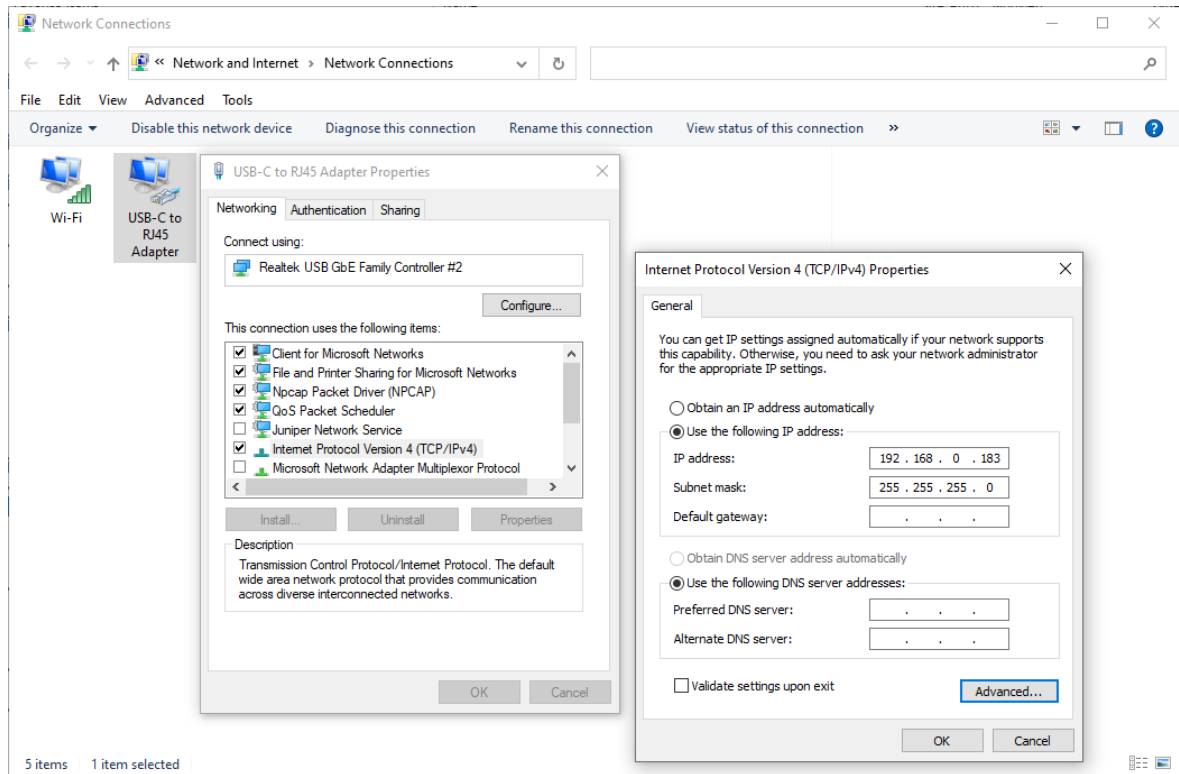 Network Connections
« Network and Internet › Network Connections
File Edit View Advanced Tools
Organize Disable this network device Diagnose this connection Rename this connection View status of this connection »
Wi-Fi
USB-C to
RJ45
Adapter
USB-C to RJ45 Adapter Properties
Networking Authentication Sharing
Connect using:
Realtek USB GbE Family Controller #2
Configure...
This connection uses the following items:
Client for Microsoft Networks
File and Printer Sharing for Microsoft Networks
Npcap Packet Driver (NPCAP)
QoS Packet Scheduler
Juniper Network Service
Internet Protocol Version 4 (TCP/IPv4)
Microsoft Network Adapter Multiplexor Protocol
Install... Uninstall Properties
Description
Transmission Control Protocol/Internet Protocol. The default
wide area network protocol that provides communication
across diverse interconnected networks.
OK Cancel
Internet Protocol Version 4 (TCP/IPv4) Properties
General
You can get IP settings assigned automatically if your network supports
this capability. Otherwise, you need to ask your network administrator
for the appropriate IP settings.
Obtain an IP address automatically
Use the following IP address:
IP address: 192 . 168 . 0 . 183
Subnet mask: 255 . 255 . 255 . 0
Default gateway: . . .
Obtain DNS server address automatically
Use the following DNS server addresses:
Preferred DNS server: . . .
Alternate DNS server: . . .
Validate settings upon exit
Advanced...
OK Cancel
5 items 1 item selected